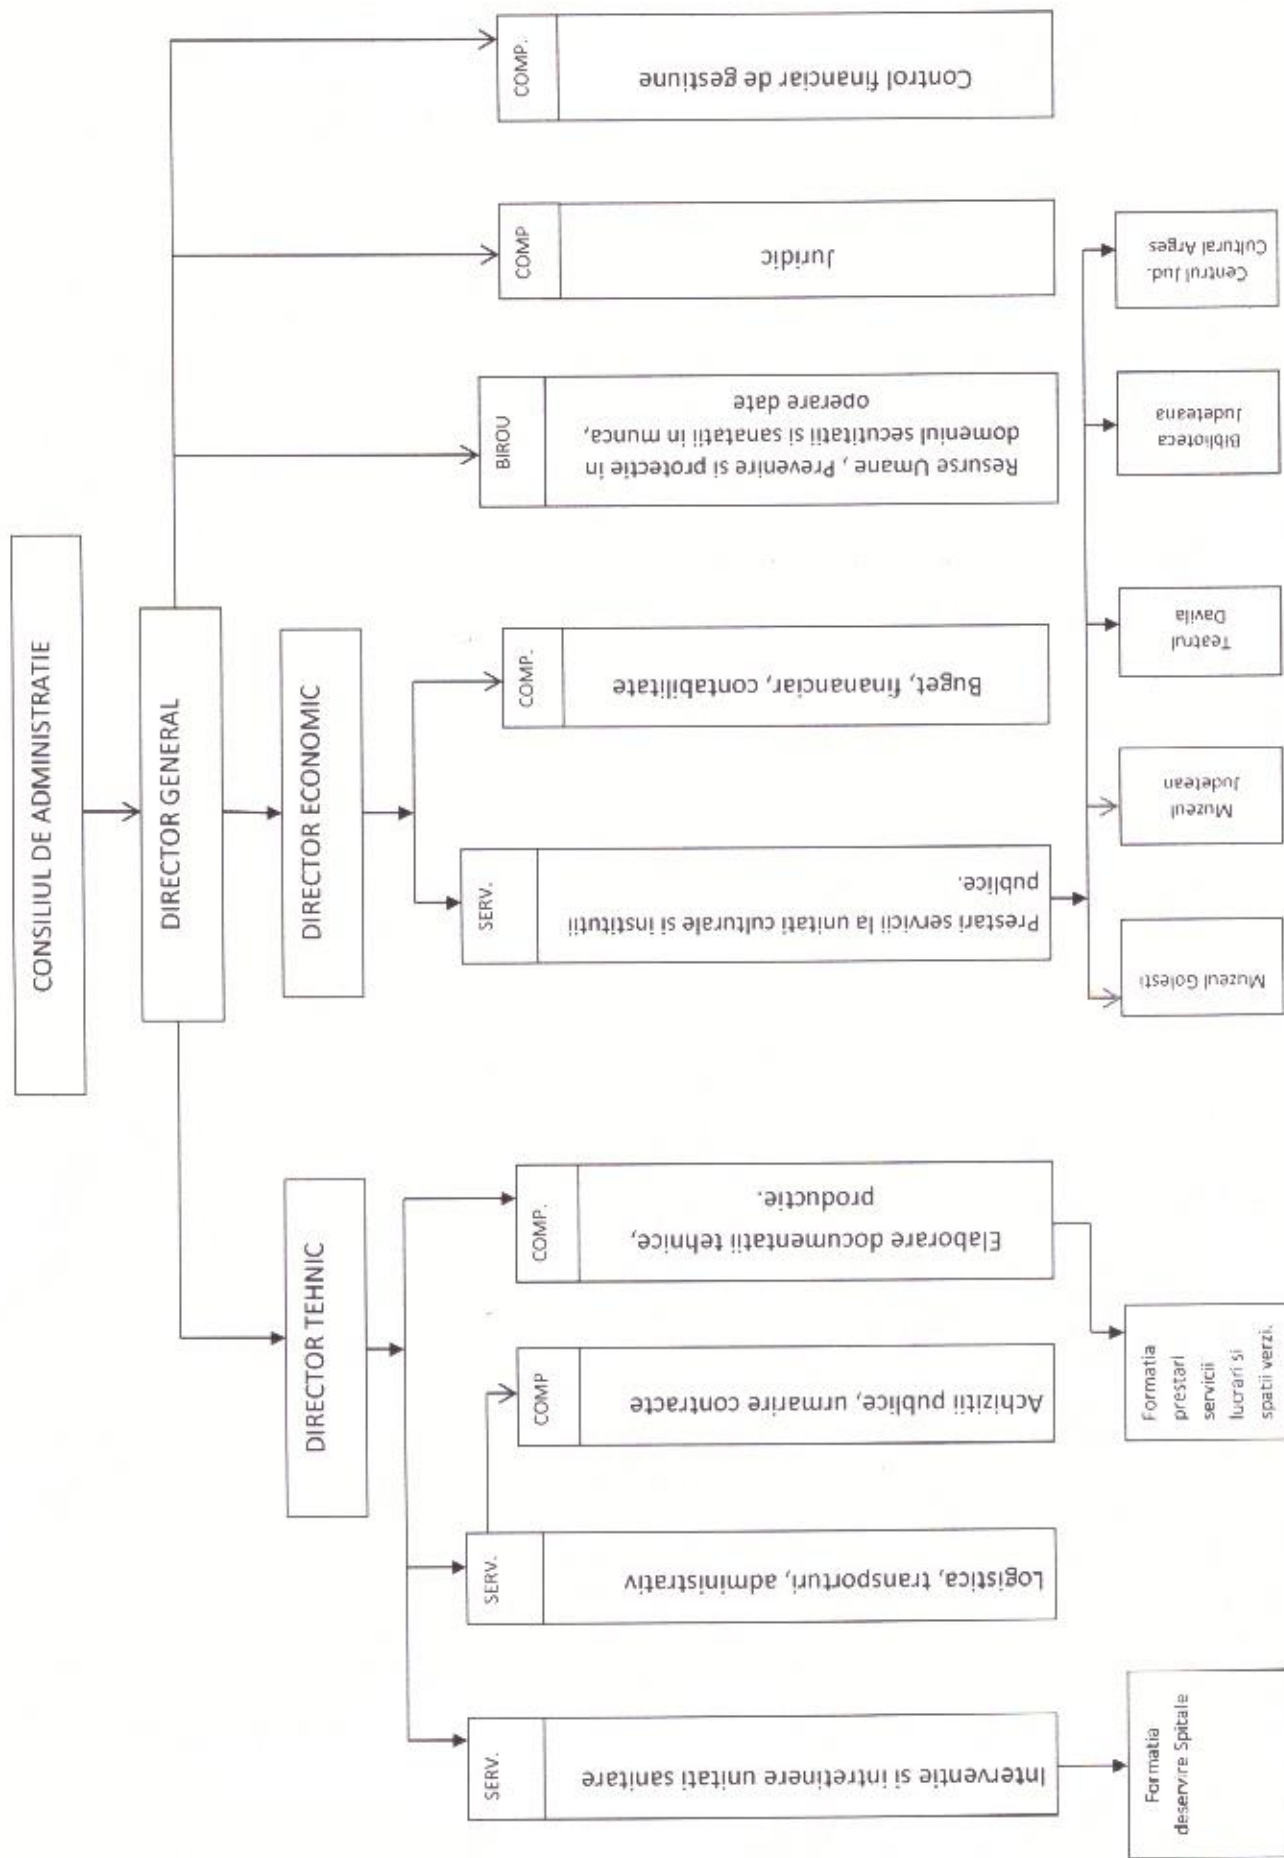 CONSILIUL DE ADMINISTRATIE
DIRECTOR GENERAL
DIRECTOR TEHNIC
DIRECTOR ECONOMIC
SERV.
Interventie si intretinere unitati sanitare
SERV.
Logistica, transporturi, administrativ
COMP
Achizitii publice, urmarire contracte
COMP.
Elaborare documentatii tehnice,
productie.
SERV.
Prestari servicii la unitati culturale si institutii
publice.
COMP.
Buget, finananciar, contabilitate
BIROU
Resurse Umane , Prevenire si protectie in
domeniul secutitatii si sanatatii in munca,
operare date
COMP
Juridic
COMP.
Control financiar de gestiune
Formatia
deservire Spitale
Formatia
prestari
servicii
lucrari si
spatii verzi.
Muzeul Golesti
Muzeul
Judetean
Teatrul
Davila
Biblioteca
Judeteana
Centrul Jud.
Cultural Arges